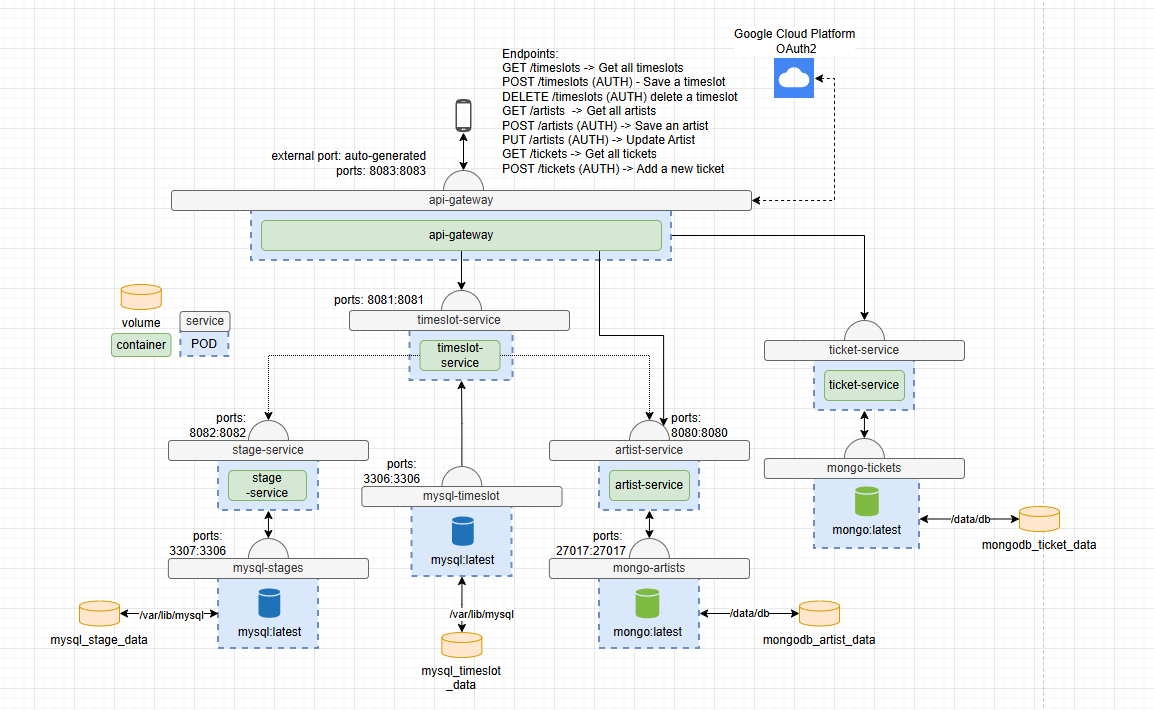 Google Cloud Platform
OAuth2
Endpoints:
GET /timeslots -> Get all timeslots
POST /timeslots (AUTH) - Save a timeslot
DELETE /timeslots (AUTH) delete a timeslot
GET /artists -> Get all artists
POST /artists (AUTH) -> Save an artist
PUT /artists (AUTH) -> Update Artist
GET /tickets -> Get all tickets
POST /tickets (AUTH) -> Add a new ticket
external port: auto-generated
ports: 8083:8083
api-gateway
api-gateway
volume
service
container
POD
ports: 8081:8081
timeslot-service
timeslot-
service
ticket-service
ticket-service
ports:
8082:8082
stage-service
stage
-service
ports:
3306:3306
mysql-timeslot
mysql:latest
ports:
8080:8080
artist-service
artist-service
mongo-tickets
mongo:latest
/data/db
mongodb_ticket_data
ports:
3307:3306
mysql-stages
mysql:latest
/var/lib/mysql
mysql_stage_data
/var/lib/mysql
mysql_timeslot
_data
ports:
27017:27017
mongo-artists
mongo:latest
/data/db
mongodb_artist_data